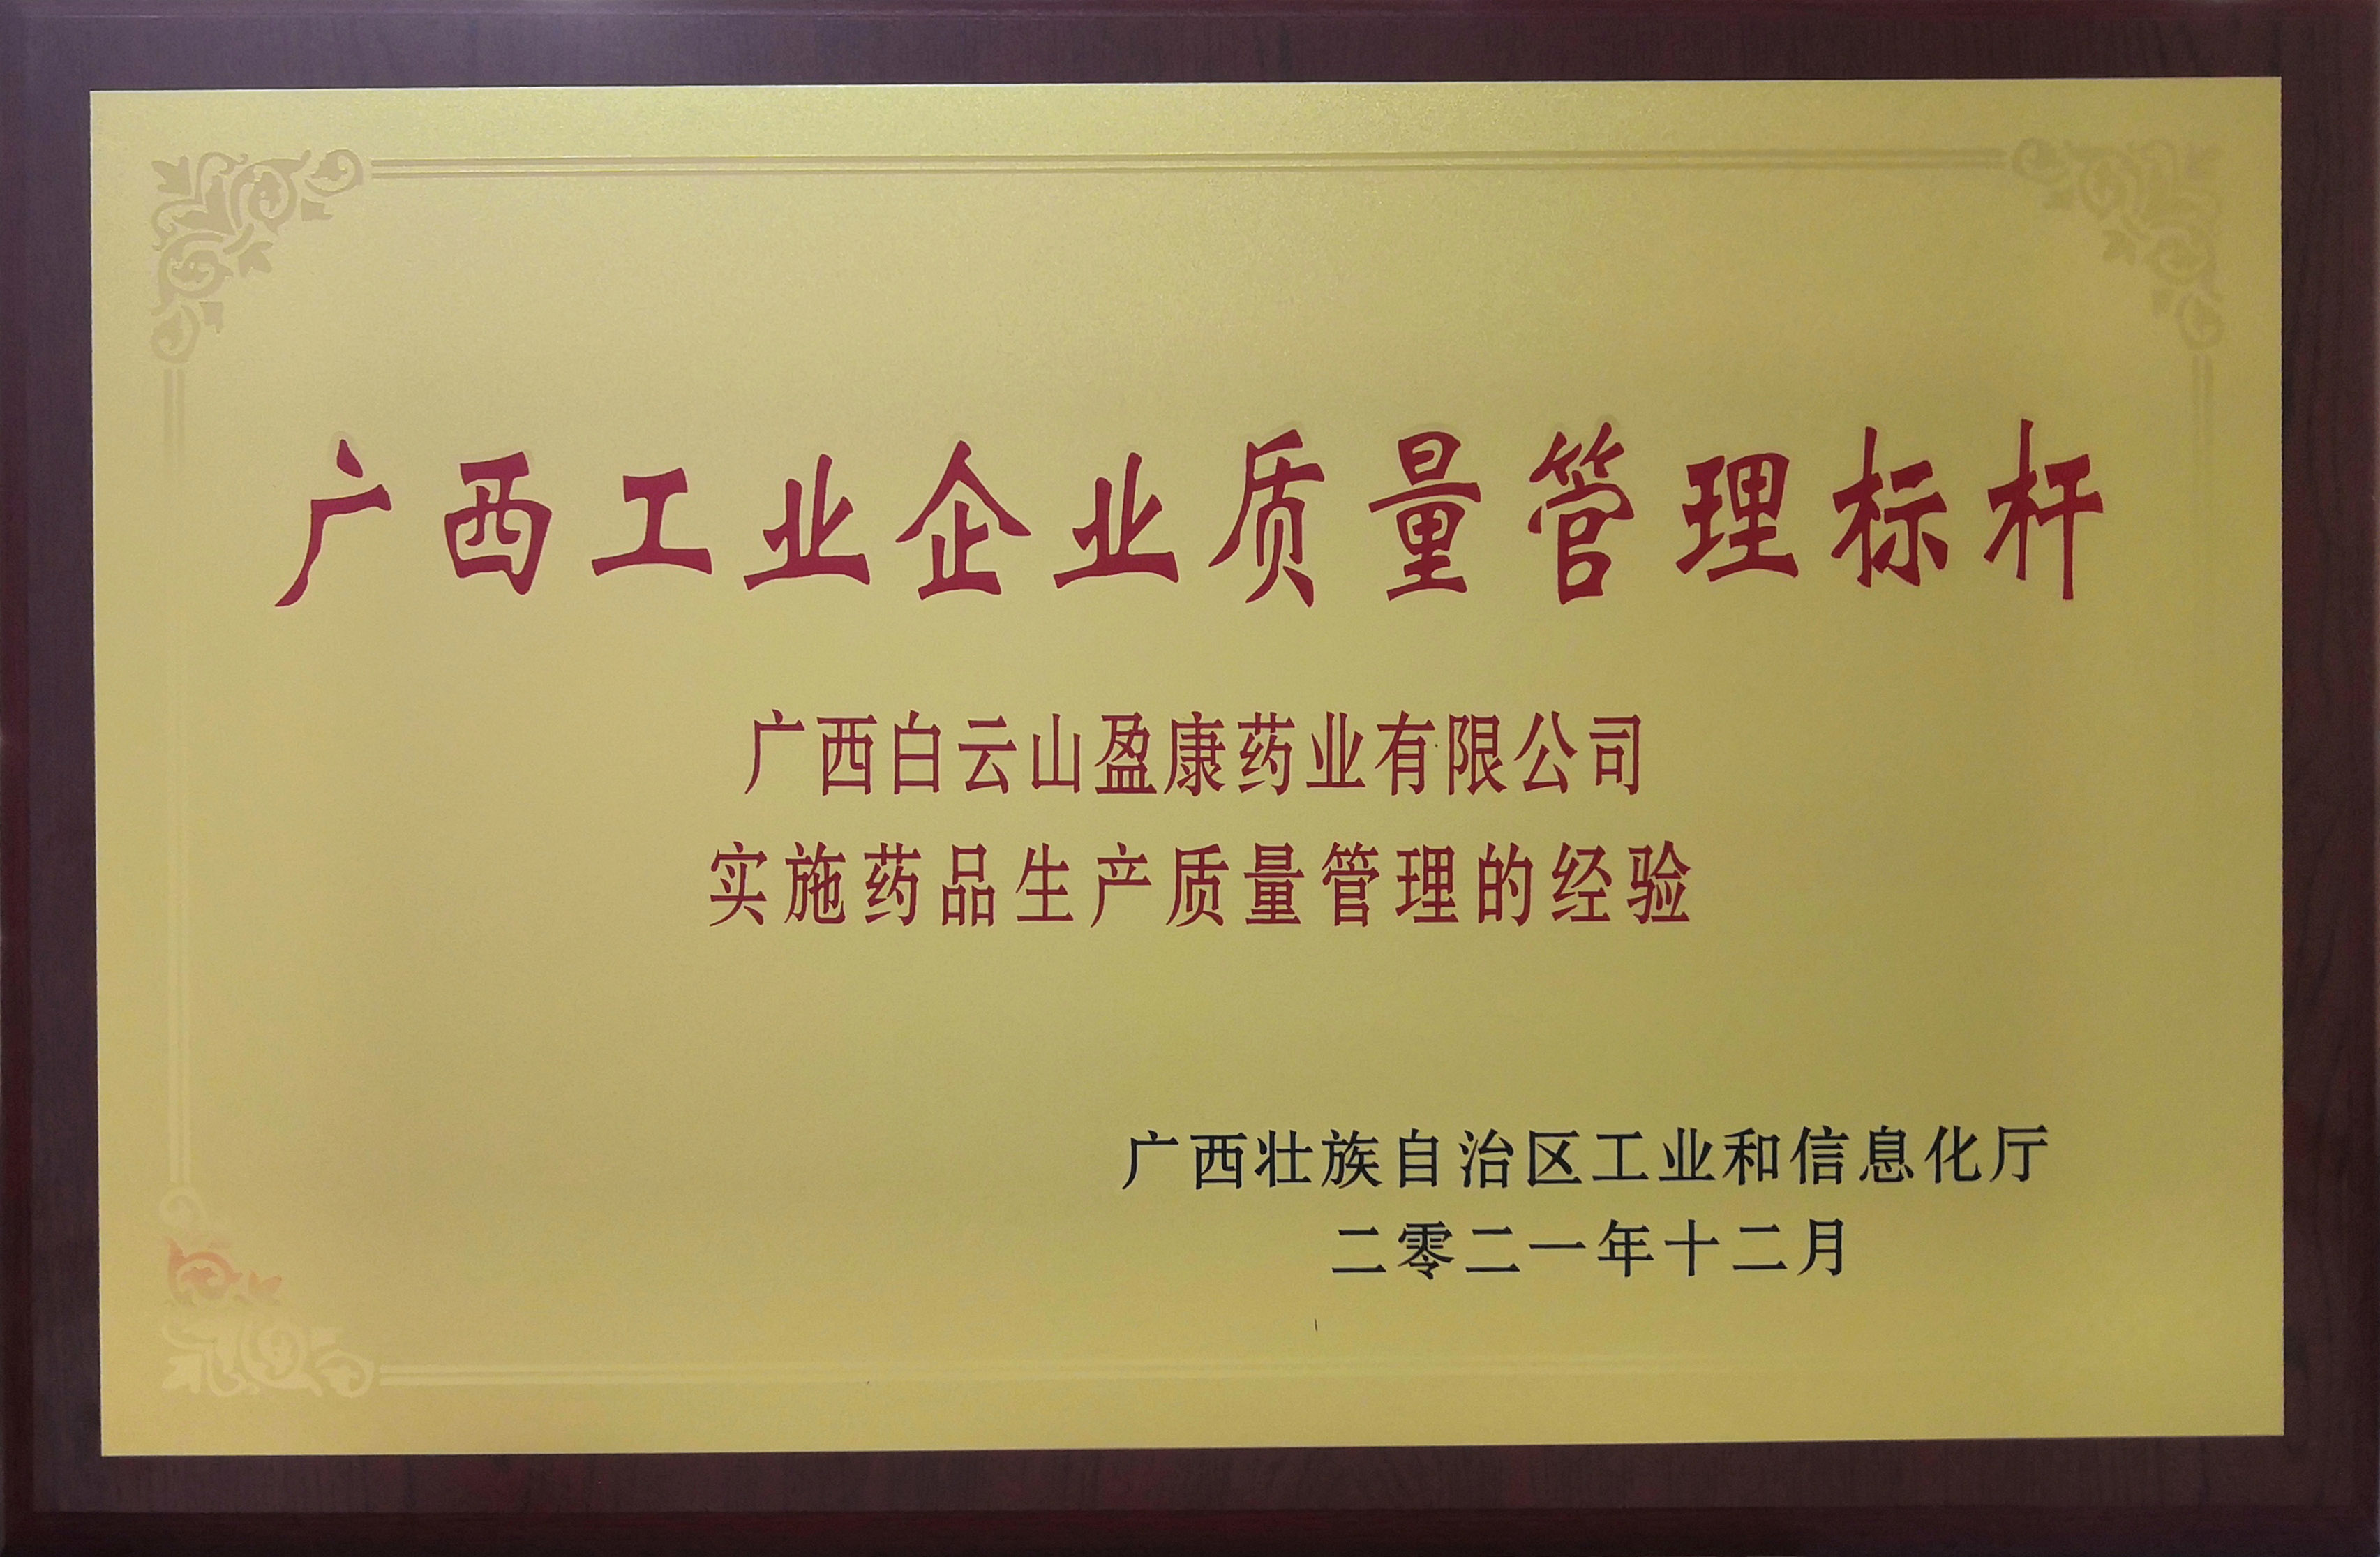 广西工业企业质量管理标杆
广西白云山盈康药业有限公司
实施药品生产质量管理的经验
广西壮族自治区工业和信息化厅
二零二一年十二月